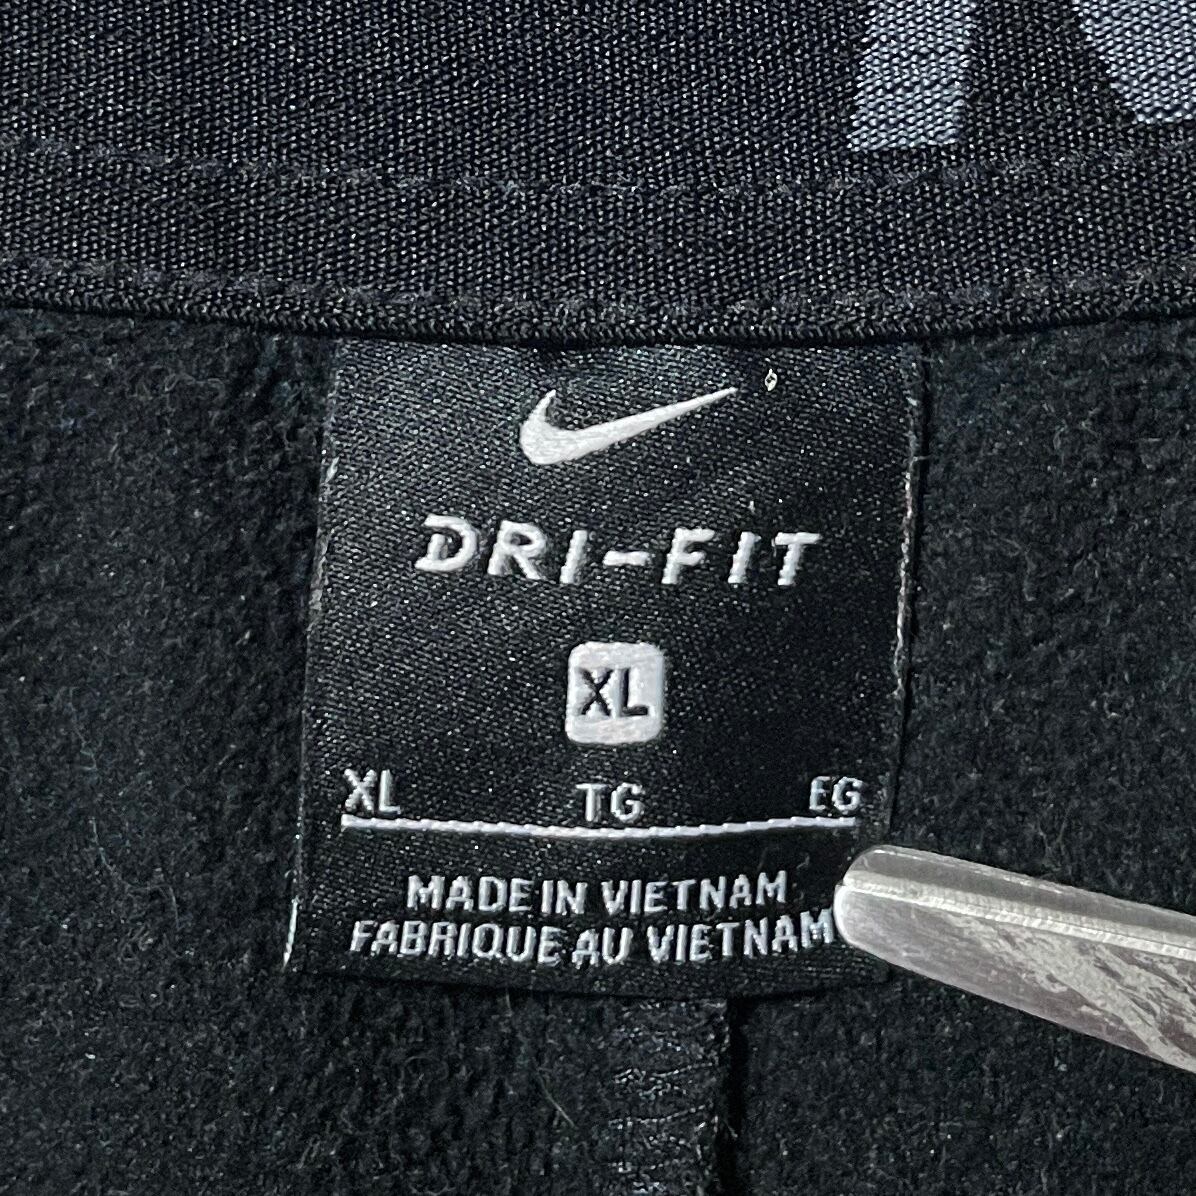 DRI-FIT
XL
XL TG EG
MADE IN VIETNAM
FABRIQUE AU VIETNAM